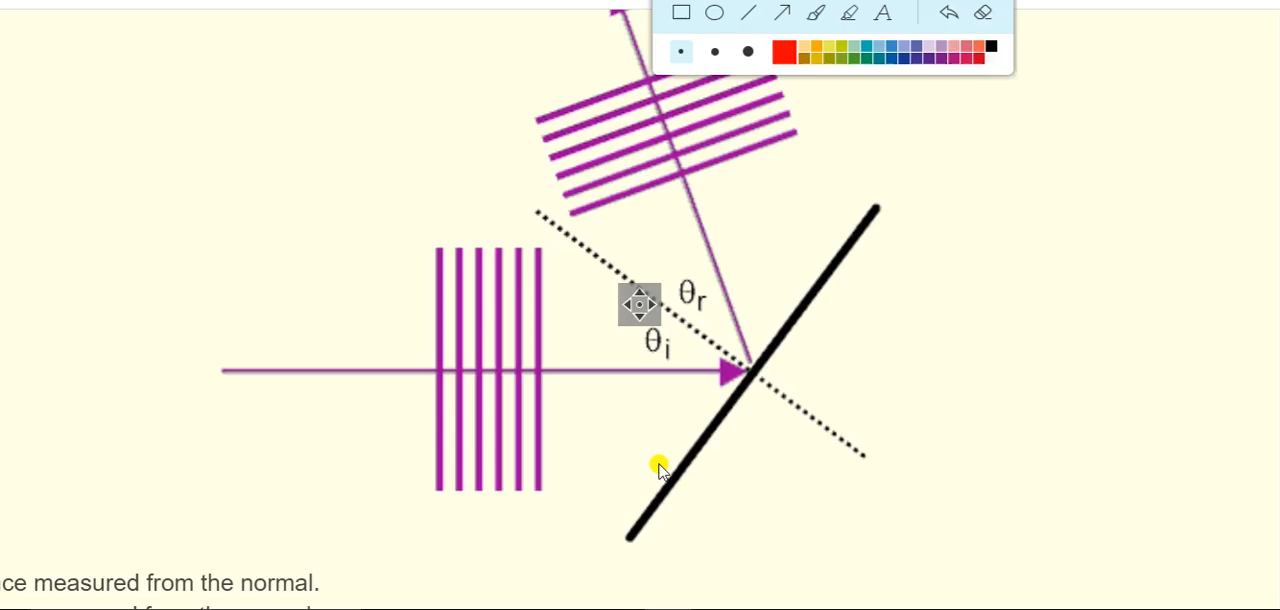 A
θr
θi
ce measured from the normal.